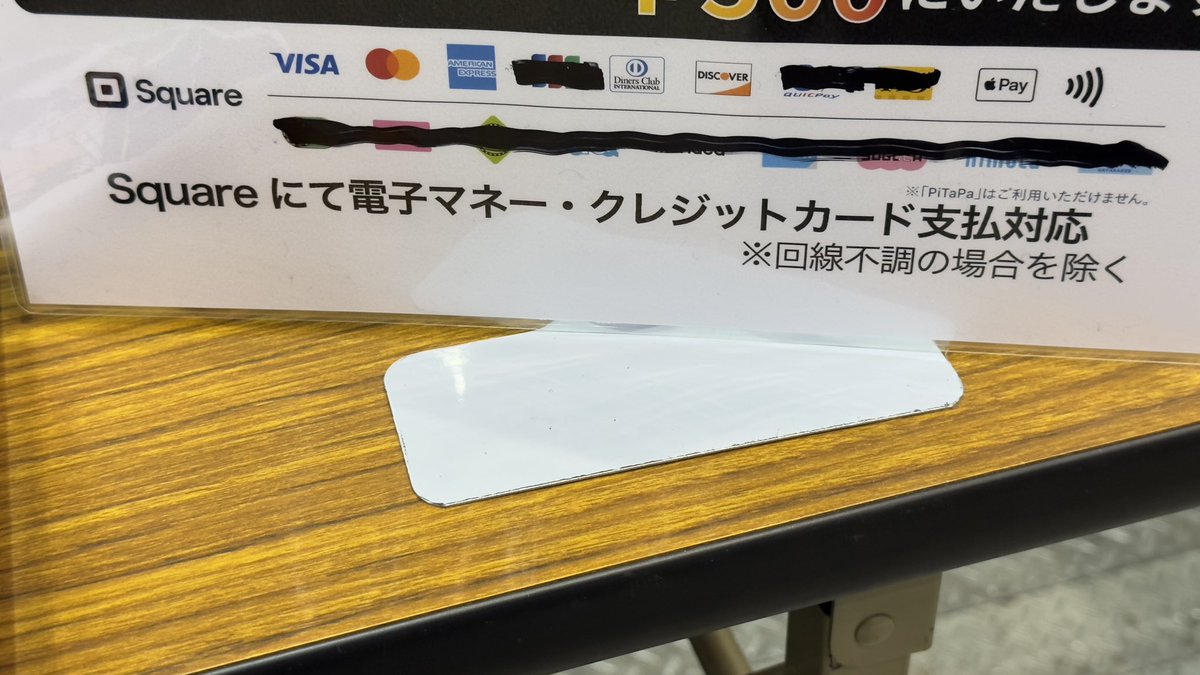 VISA
AMERICAN EXPRESS
Diners Club INTERNATIONAL
DISCOVER
QUICPay
Pay
Square
※「PiTaPa」はご利用いただけません。
Square にて電子マネー・クレジットカード支払対応
※回線不調の場合を除く